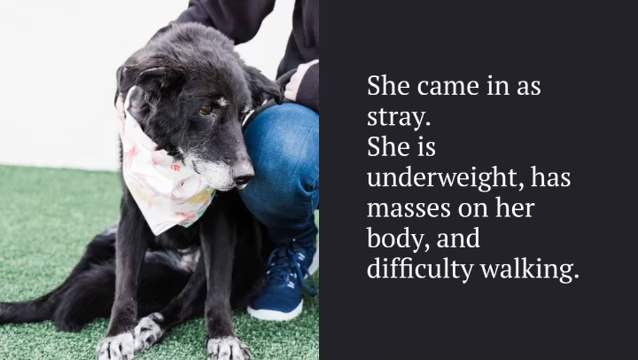 She came in as
stray.
She is
underweight, has
masses on her
body, and
difficulty walking.